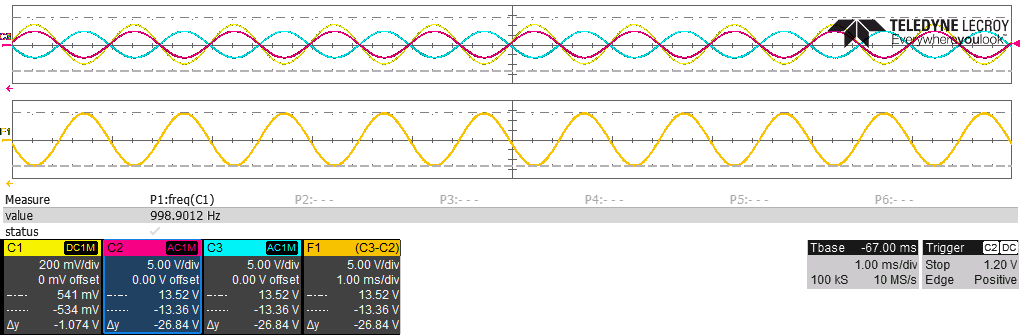 TELEDYNE LECROY
Everywhereyoulook
F1
Measure P1:freq(C1) P2:- - - P3:- - - P4:- - - P5:- - - P6:- - -
value 998.9012 Hz
status
C1 DC1M C2 AC1M C3 AC1M F1 (C3-C2) Tbase -67.00 ms Trigger C2 DC
200 mV/div 5.00 V/div 5.00 V/div 5.00 V/div 1.00 ms/div Stop 1.20 V
0 mV offset 0.00 V offset 0.00 V offset 1.00 ms/div 100 kS 10 MS/s Edge Positive
541 mV 13.52 V 13.52 V 13.52 V
-534 mV -13.36 V -13.36 V -13.36 V
Δy -1.074 V Δy -26.84 V Δy -26.84 V Δy -26.84 V